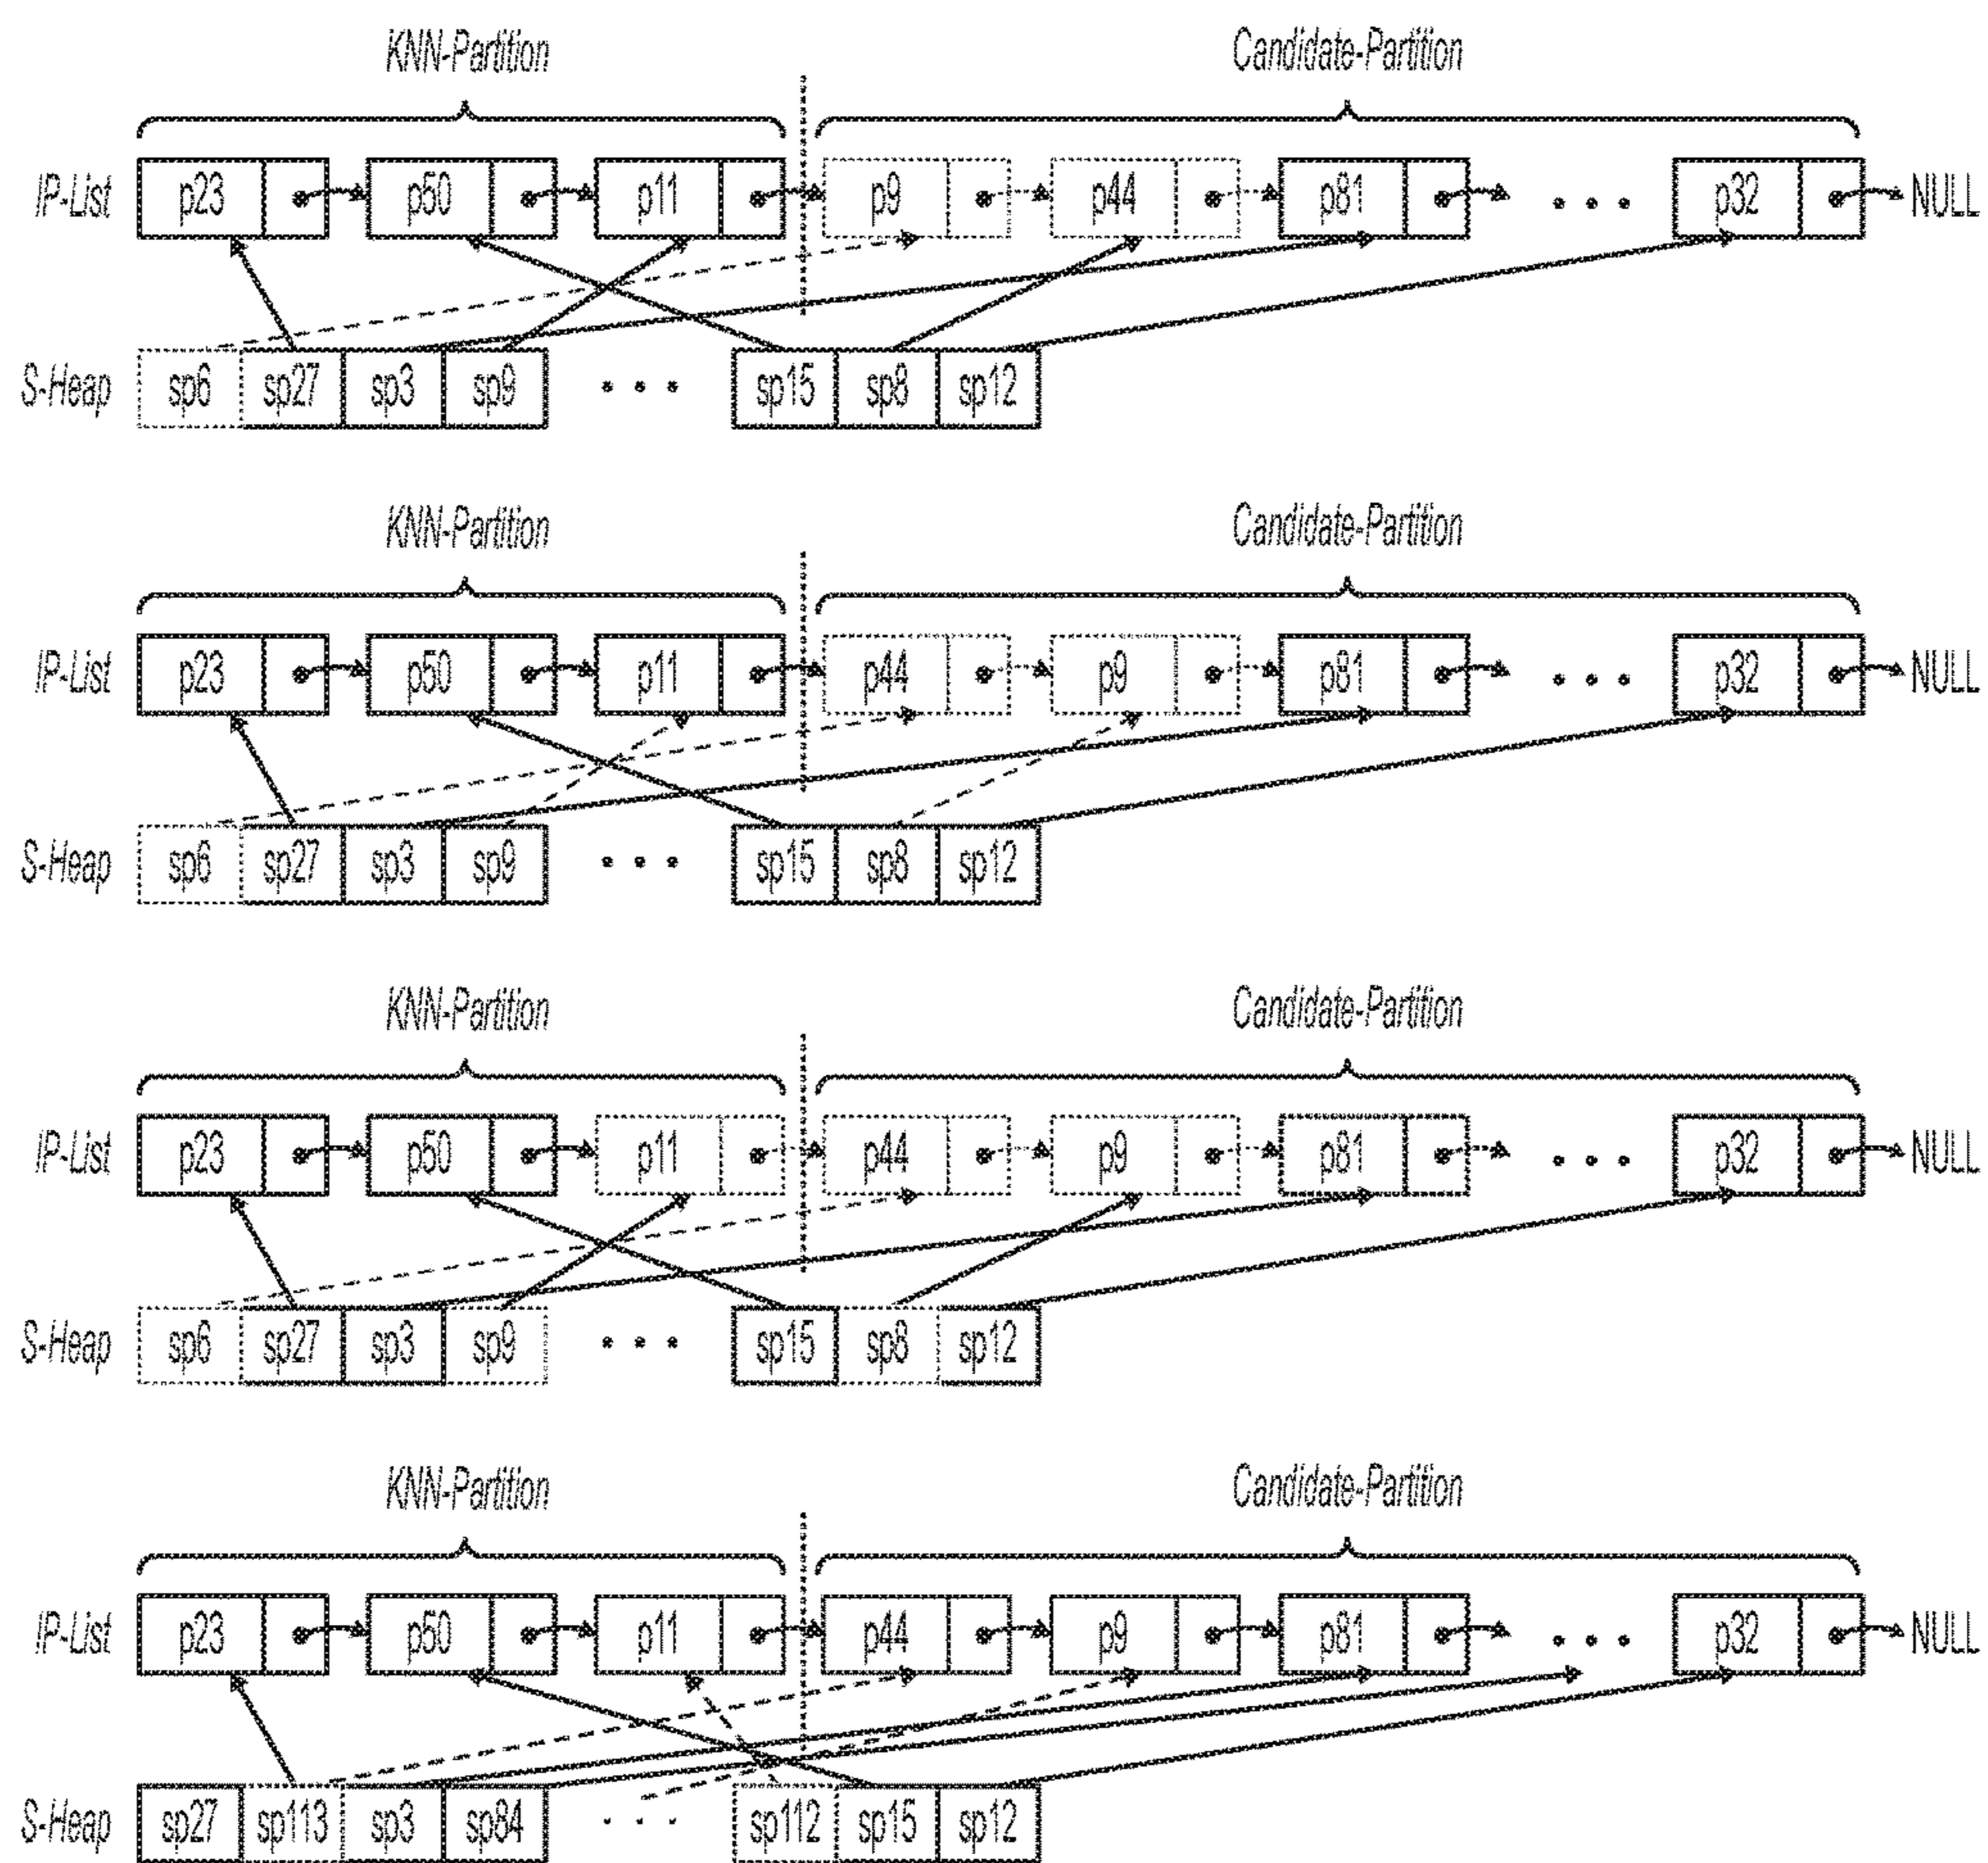 KNN-Partition Candidate-Partition
IP-List p23 p50 p11 p9 p44 p81 ... p32 NULL
S-Heap sp6 sp27 sp3 sp9 ... sp15 sp8 sp12
KNN-Partition Candidate-Partition
IP-List p23 p50 p11 p44 p9 p81 ... p32 NULL
S-Heap sp6 sp27 sp3 sp9 ... sp15 sp8 sp12
KNN-Partition Candidate-Partition
IP-List p23 p50 p11 p44 p9 p81 ... p32 NULL
S-Heap sp6 sp27 sp3 sp9 ... sp15 sp8 sp12
KNN-Partition Candidate-Partition
IP-List p23 p50 p11 p44 p9 p81 ... p32 NULL
S-Heap sp27 sp113 sp3 sp84 ... sp112 sp15 sp12